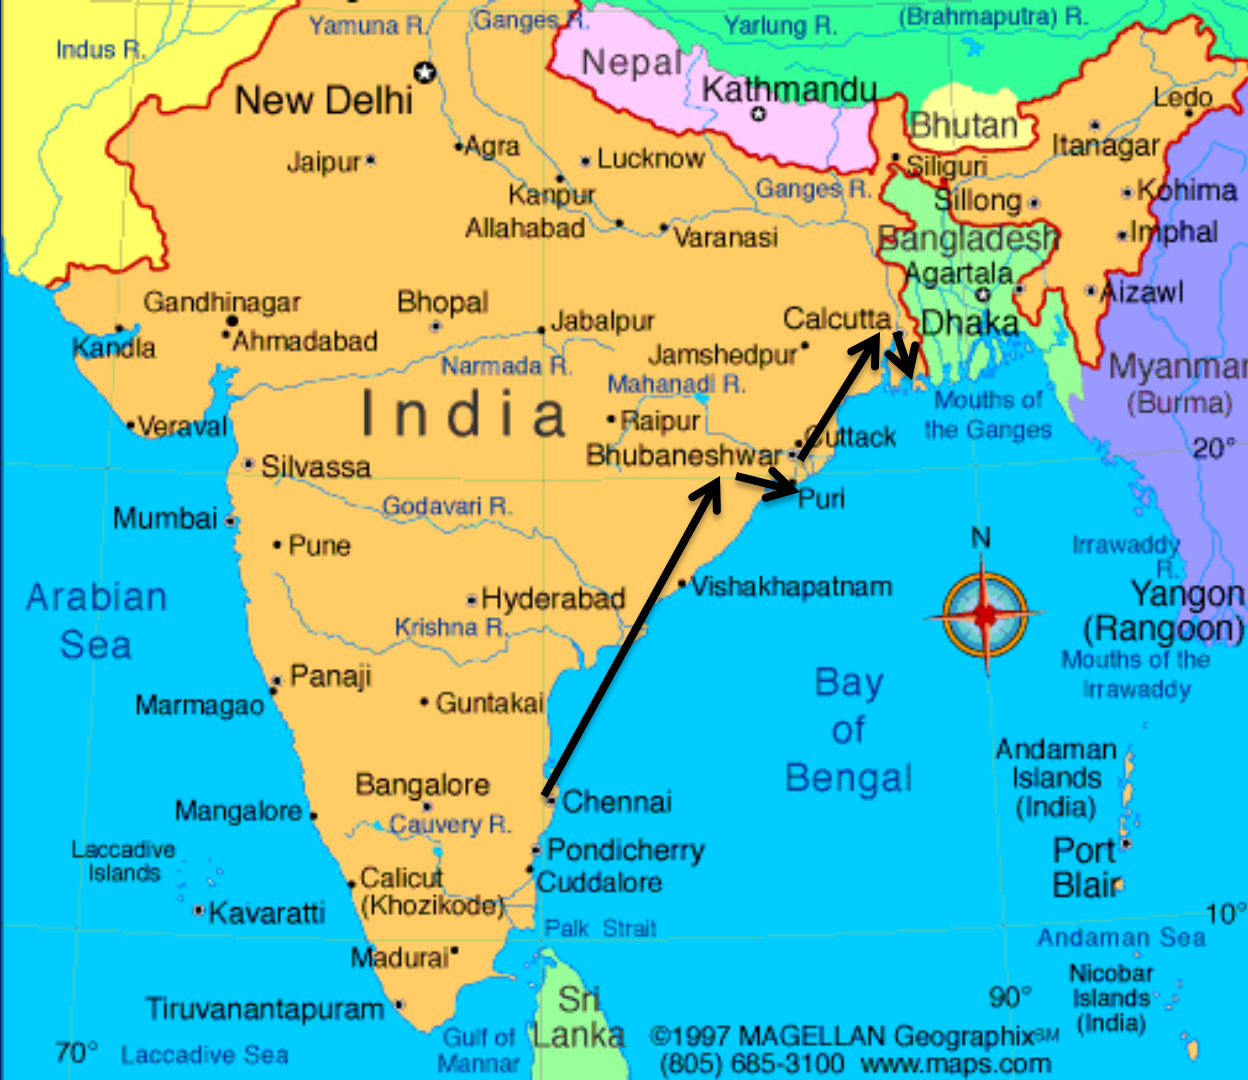 Yamuna R.
Ganges R.
Yarlung R.
(Brahmaputra) R.
Indus R.
Nepal
Kathmandu
New Delhi
Ledo
Bhutan
Itanagar
Agra
Jaipur
Lucknow
Siliguri
Kanpur
Ganges R.
Sillong
Kohima
Allahabad
Varanasi
Bangladesh
Imphal
Agartala
Gandhinagar
Bhopal
Aizawl
Calcutta
Jabalpur
Dhaka
Kandla
Ahmadabad
Jamshedpur
Narmada R.
Mahanadi R.
Myanmar
(Burma)
India
Mouths of
the Ganges
Veraval
Raipur
Cuttack
Bhubaneshwar
20°
Silvassa
Godavari R.
Puri
Mumbai
Pune
N
Irrawaddy
R.
Vishakhapatnam
Arabian
Sea
Hyderabad
Yangon
(Rangoon)
Krishna R.
Mouths of the
Irrawaddy
Panaji
Bay
of
Bengal
Marmagao
Guntakai
Andaman
Islands
(India)
Bangalore
Chennai
Mangalore
Cauvery R.
Laccadive
Islands
Pondicherry
Port
Blair
Calicut
(Khozikode)
Cuddalore
Kavaratti
10°
Palk Strait
Andaman Sea
Madurai
Nicobar
Islands
(India)
Tiruvanantapuram
Sri
Lanka
90°
Gulf of
Mannar
70°
Laccadive Sea
©1997 MAGELLAN Geographix℠
(805) 685-3100 www.maps.com